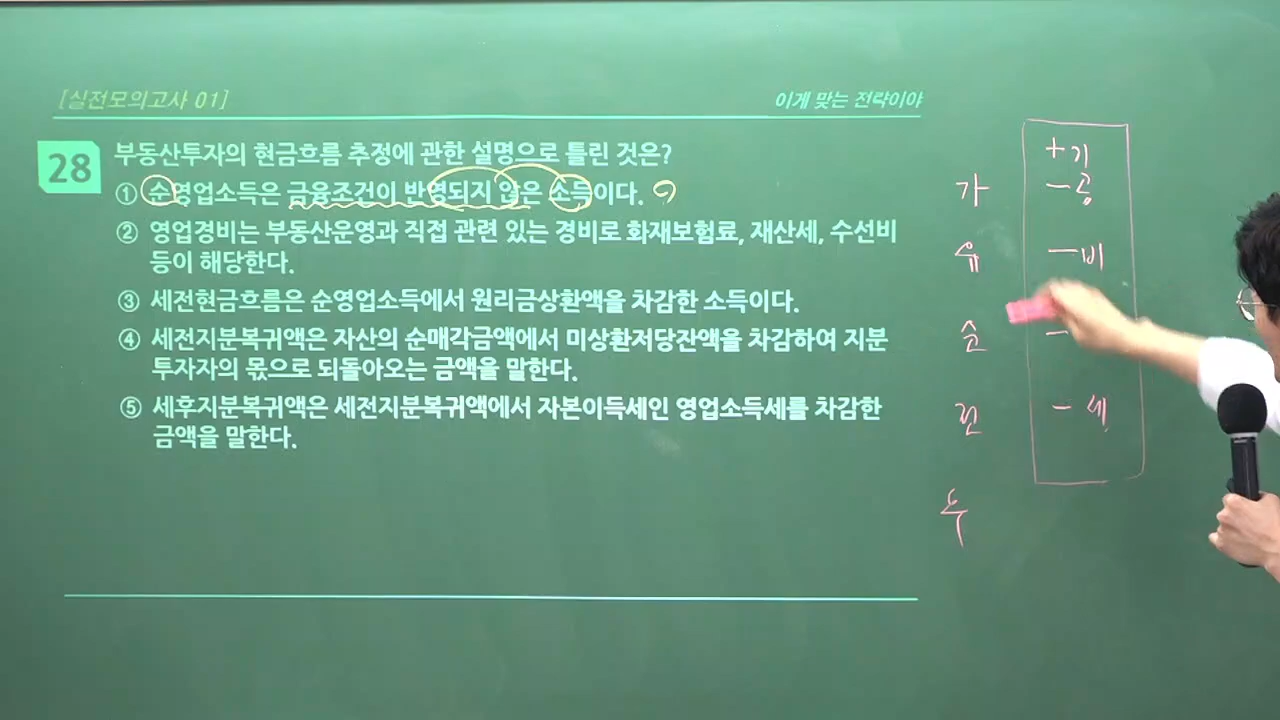 [실전모의고사 01]
이게 맞는 전략이야
28
부동산투자의 현금흐름 추정에 관한 설명으로 틀린 것은?
① 순영업소득은 금융조건이 반영되지 않은 소득이다.
② 영업경비는 부동산운영과 직접 관련 있는 경비로 화재보험료, 재산세, 수선비
등이 해당한다.
③ 세전현금흐름은 순영업소득에서 원리금상환액을 차감한 소득이다.
④ 세전지분복귀액은 자산의 순매각금액에서 미상환저당잔액을 차감하여 지분
투자자의 몫으로 되돌아오는 금액을 말한다.
⑤ 세후지분복귀액은 세전지분복귀액에서 자본이득세인 영업소득세를 차감한
금액을 말한다.
+기
가 -공
유 -비
순 -
전 - 세
후